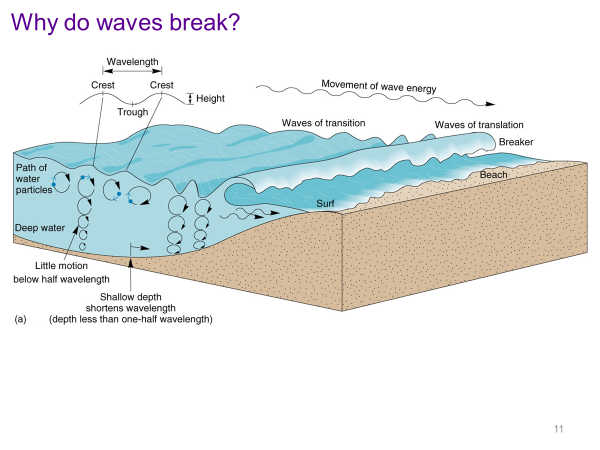 Why do waves break?
Wavelength
Crest
Crest
Height
Trough
Movement of wave energy
Waves of transition
Waves of translation
Breaker
Path of
water
particles
Beach
Surf
Deep water
Little motion
below half wavelength
Shallow depth
shortens wavelength
(a)
(depth less than one-half wavelength)
11